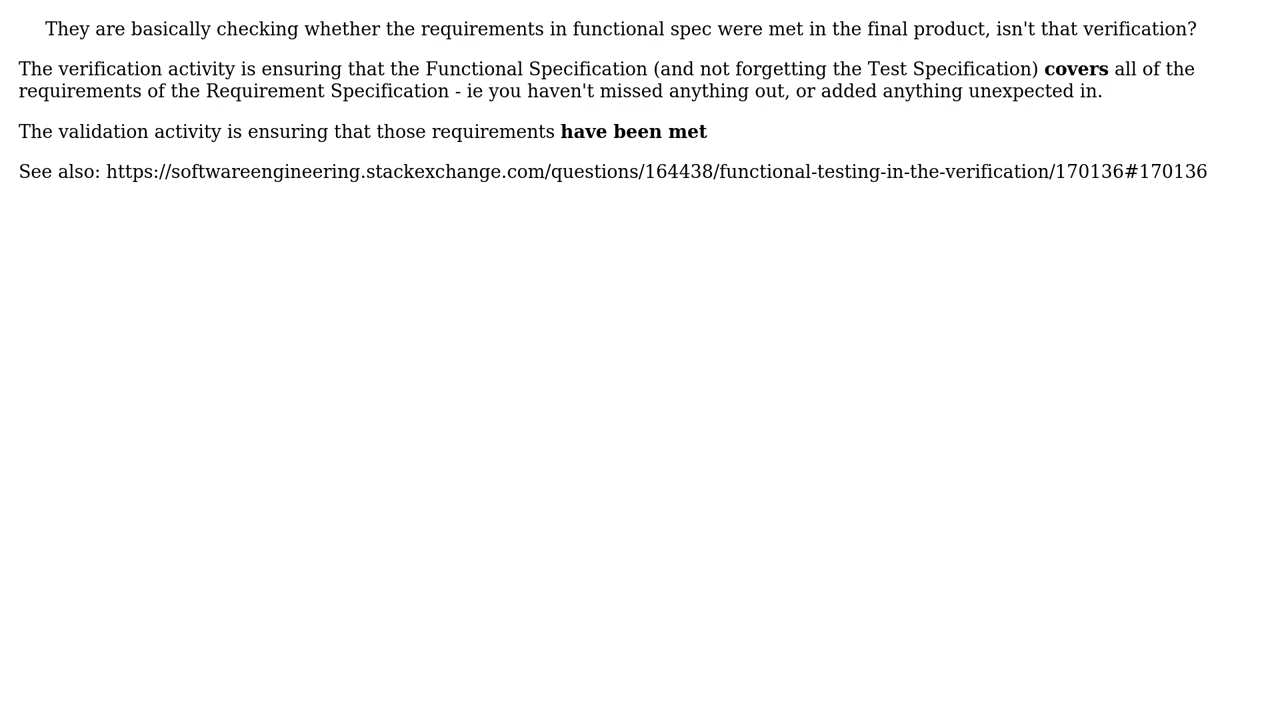 They are basically checking whether the requirements in functional spec were met in the final product, isn't that verification?
The verification activity is ensuring that the Functional Specification (and not forgetting the Test Specification) covers all of the
requirements of the Requirement Specification - ie you haven't missed anything out, or added anything unexpected in.
The validation activity is ensuring that those requirements have been met
See also: https://softwareengineering.stackexchange.com/questions/164438/functional-testing-in-the-verification/170136#170136